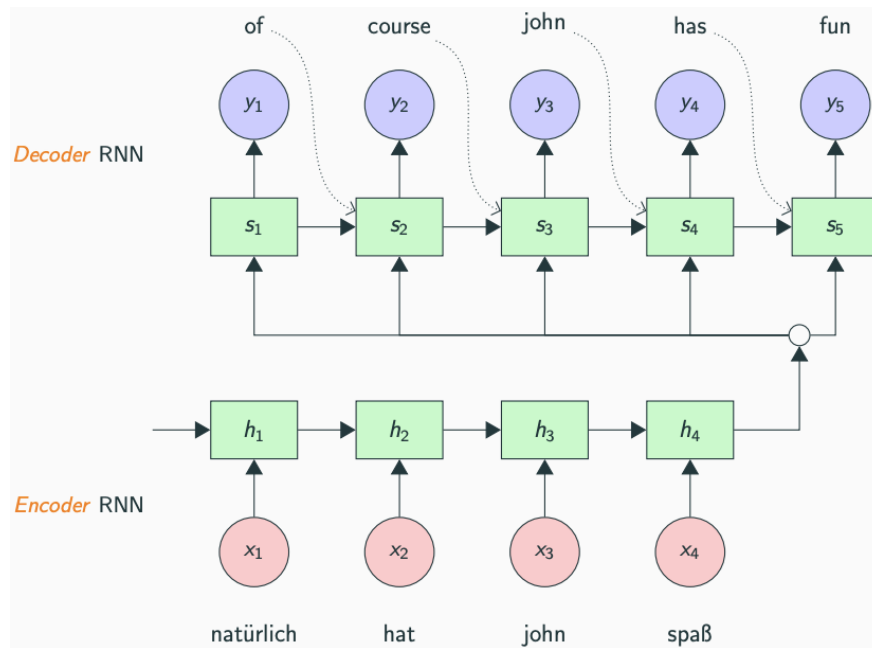 of course john has fun
y₁ y₂ y₃ y₄ y₅
Decoder RNN
s₁ s₂ s₃ s₄ s₅
h₁ h₂ h₃ h₄
Encoder RNN
x₁ x₂ x₃ x₄
natürlich hat john spaß